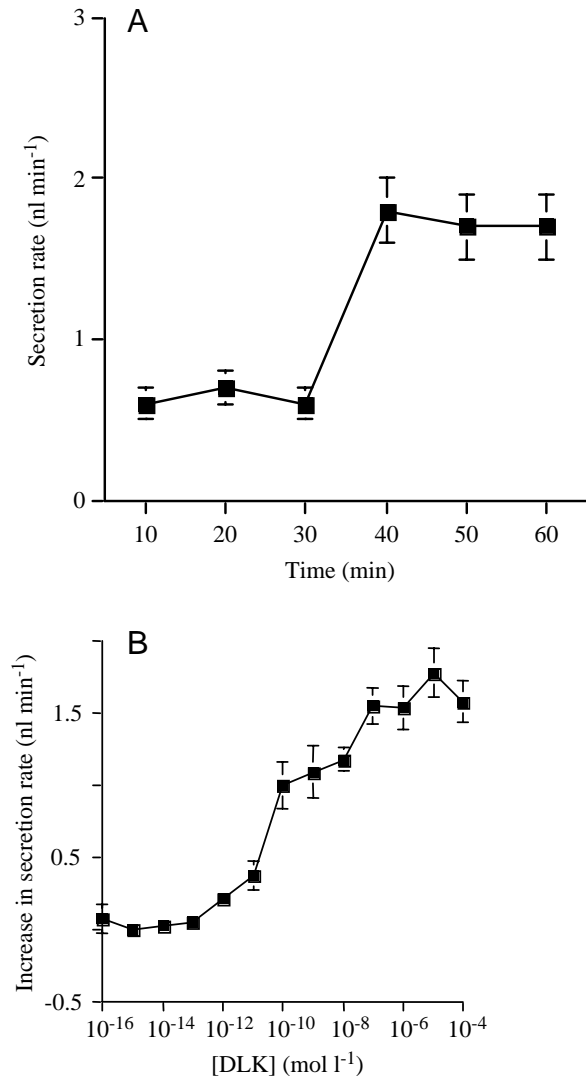 A
3
2
1
0
Secretion rate (nl min⁻¹)
10 20 30 40 50 60
Time (min)
B
1.5
0.5
-0.5
Increase in secretion rate (nl min⁻¹)
10⁻¹⁶ 10⁻¹⁴ 10⁻¹² 10⁻¹⁰ 10⁻⁸ 10⁻⁶ 10⁻⁴
[DLK] (mol l⁻¹)